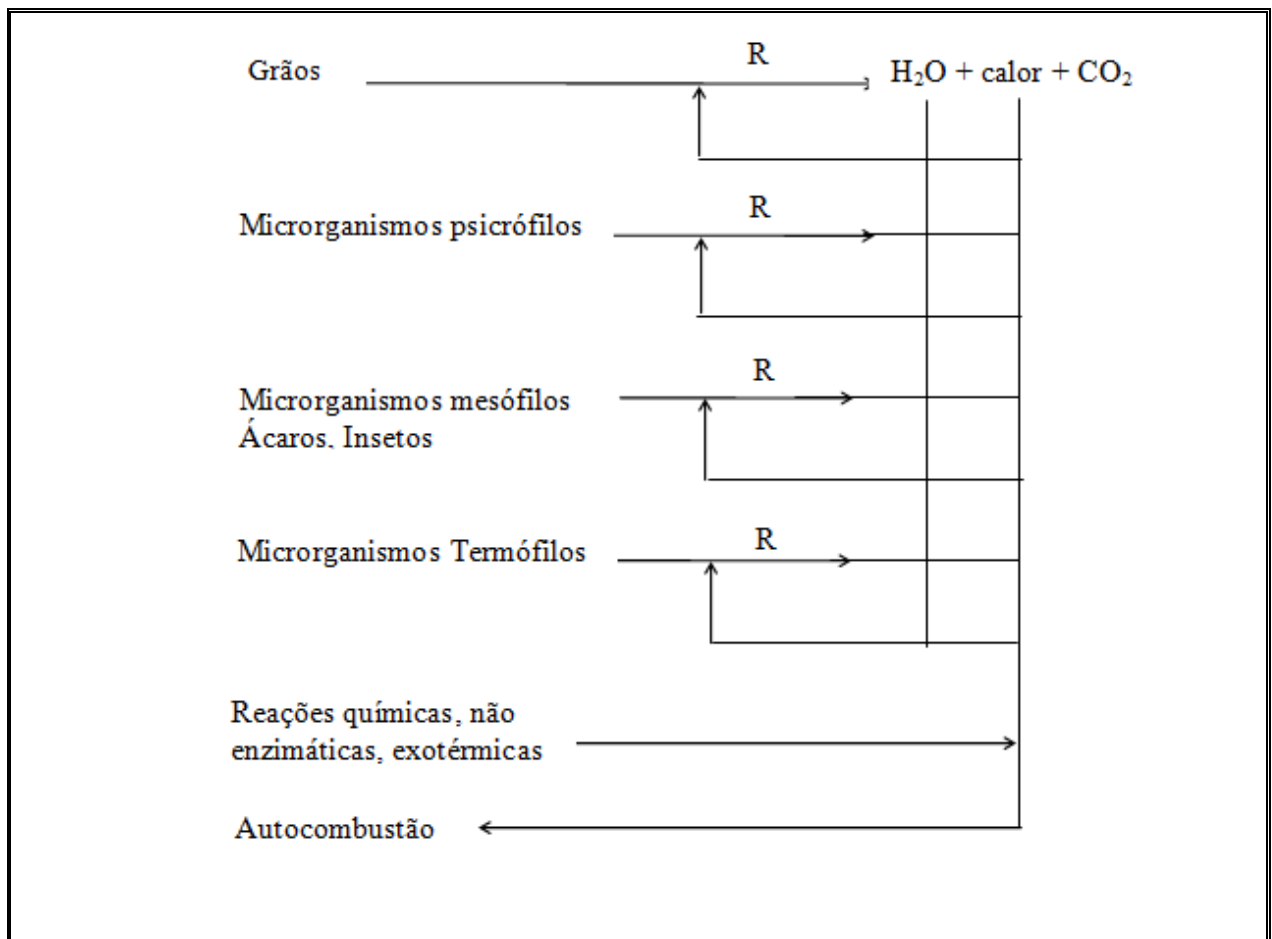 Grãos
R
H₂O + calor + CO₂
R
Microrganismos psicrófilos
R
Microrganismos mesófilos
Ácaros, Insetos
R
Microrganismos Termófilos
Reações químicas, não
enzimáticas, exotérmicas
Autocombustão